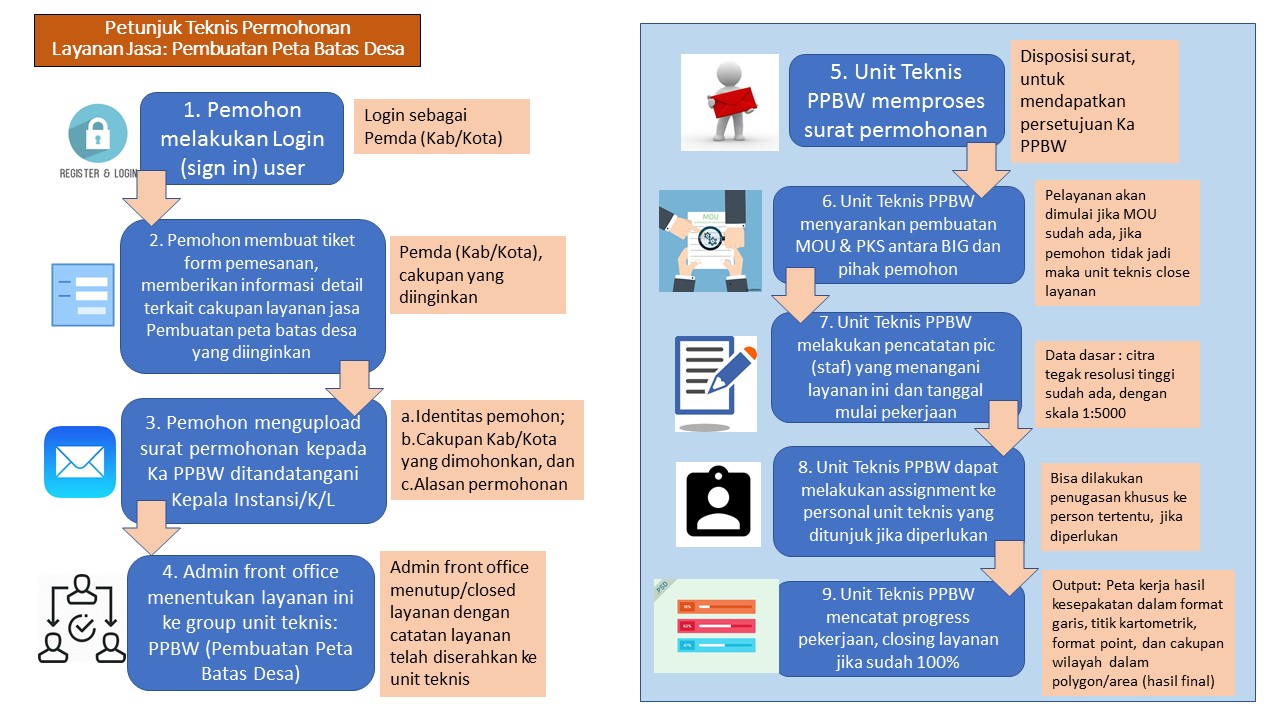 Petunjuk Teknis Permohonan
Layanan Jasa: Pembuatan Peta Batas Desa
REGISTER & LOGIN
1. Pemohon
melakukan Login
(sign in) user
Login sebagai
Pemda (Kab/Kota)
2. Pemohon membuat tiket
form pemesanan,
memberikan informasi detail
terkait cakupan layanan jasa
Pembuatan peta batas desa
yang diinginkan
Pemda (Kab/Kota),
cakupan yang
diinginkan
3. Pemohon mengupload
surat permohonan kepada
Ka PPBW ditandatangani
Kepala Instansi/K/L
a.Identitas pemohon;
b.Cakupan Kab/Kota
yang dimohonkan, dan
c.Alasan permohonan
4. Admin front office
menentukan layanan ini
ke group unit teknis:
PPBW (Pembuatan Peta
Batas Desa)
Admin front office
menutup/closed
layanan dengan
catatan layanan
telah diserahkan ke
unit teknis
5. Unit Teknis
PPBW memproses
surat permohonan
Disposisi surat,
untuk
mendapatkan
persetujuan Ka
PPBW
MOU
6. Unit Teknis PPBW
menyarankan pembuatan
MOU & PKS antara BIG dan
pihak pemohon
Pelayanan akan
dimulai jika MOU
sudah ada, jika
pemohon tidak jadi
maka unit teknis close
layanan
7. Unit Teknis PPBW
melakukan pencatatan pic
(staf) yang menangani
layanan ini dan tanggal
mulai pekerjaan
Data dasar : citra
tegak resolusi tinggi
sudah ada, dengan
skala 1:5000
8. Unit Teknis PPBW dapat
melakukan assignment ke
personal unit teknis yang
ditunjuk jika diperlukan
Bisa dilakukan
penugasan khusus ke
person tertentu, jika
diperlukan
PSD
9. Unit Teknis PPBW
mencatat progress
pekerjaan, closing layanan
jika sudah 100%
Output: Peta kerja hasil
kesepakatan dalam format
garis, titik kartometrik,
format point, dan cakupan
wilayah dalam
polygon/area (hasil final)